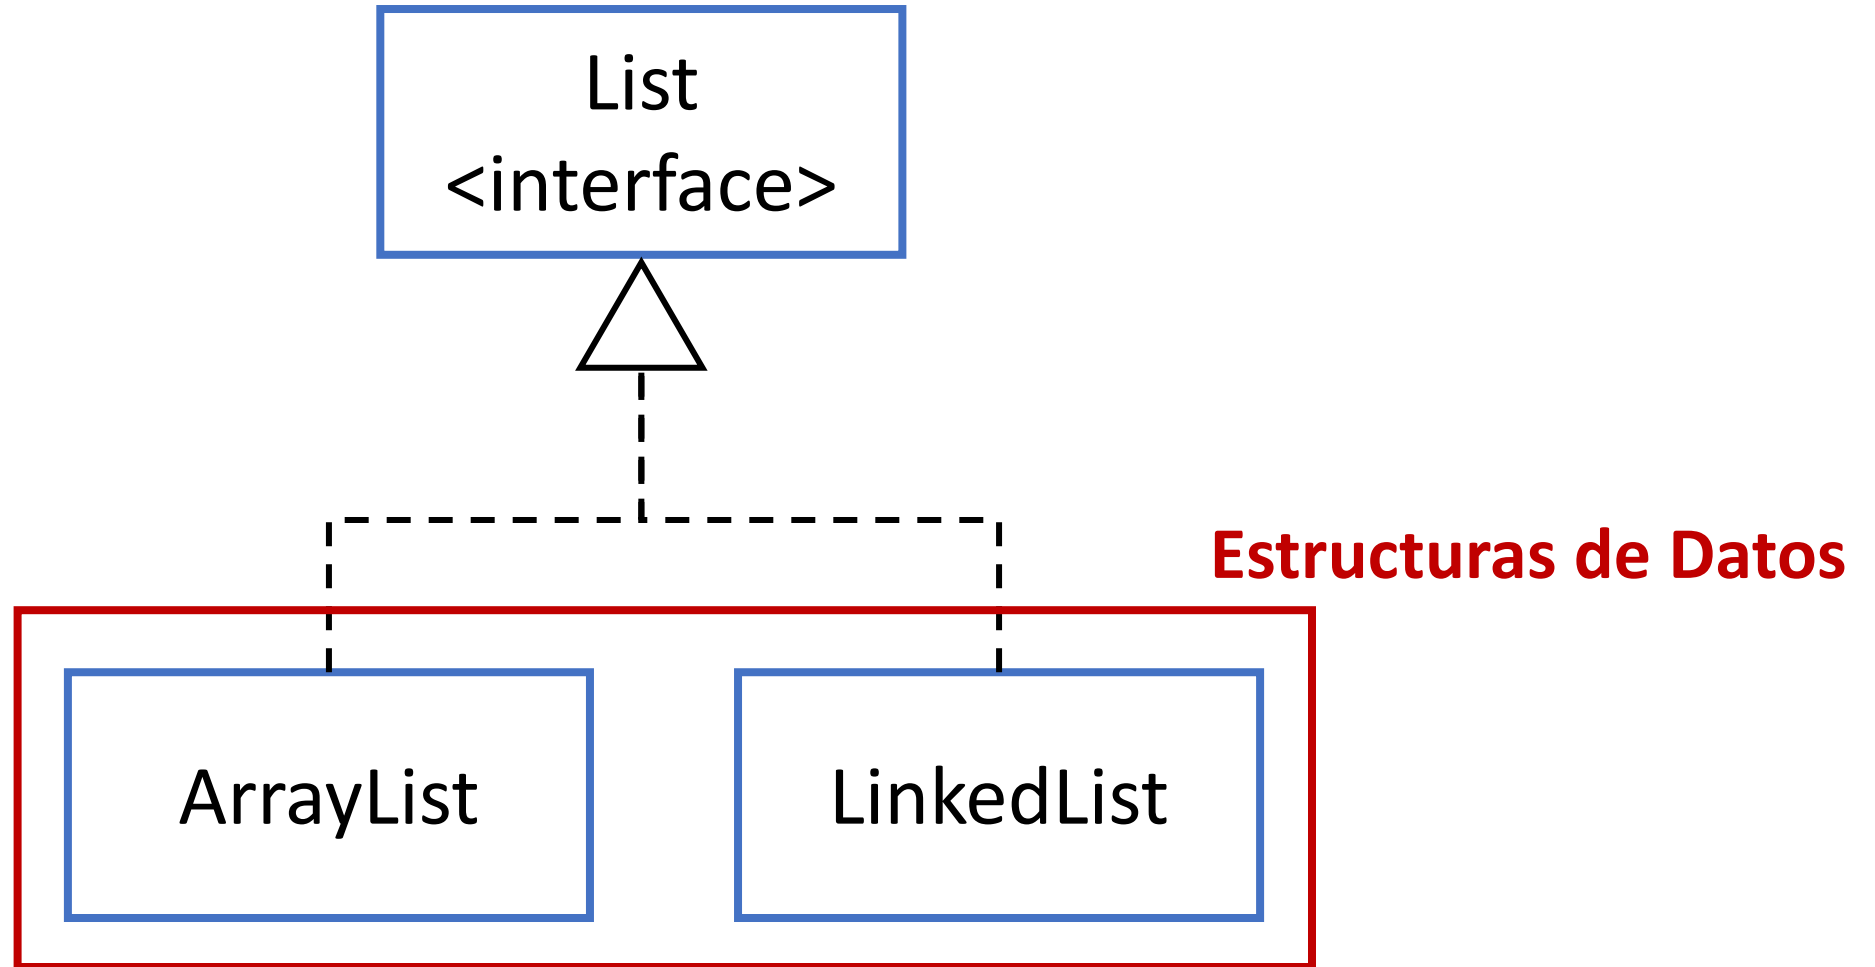 List
<interface>
Estructuras de Datos
ArrayList
LinkedList